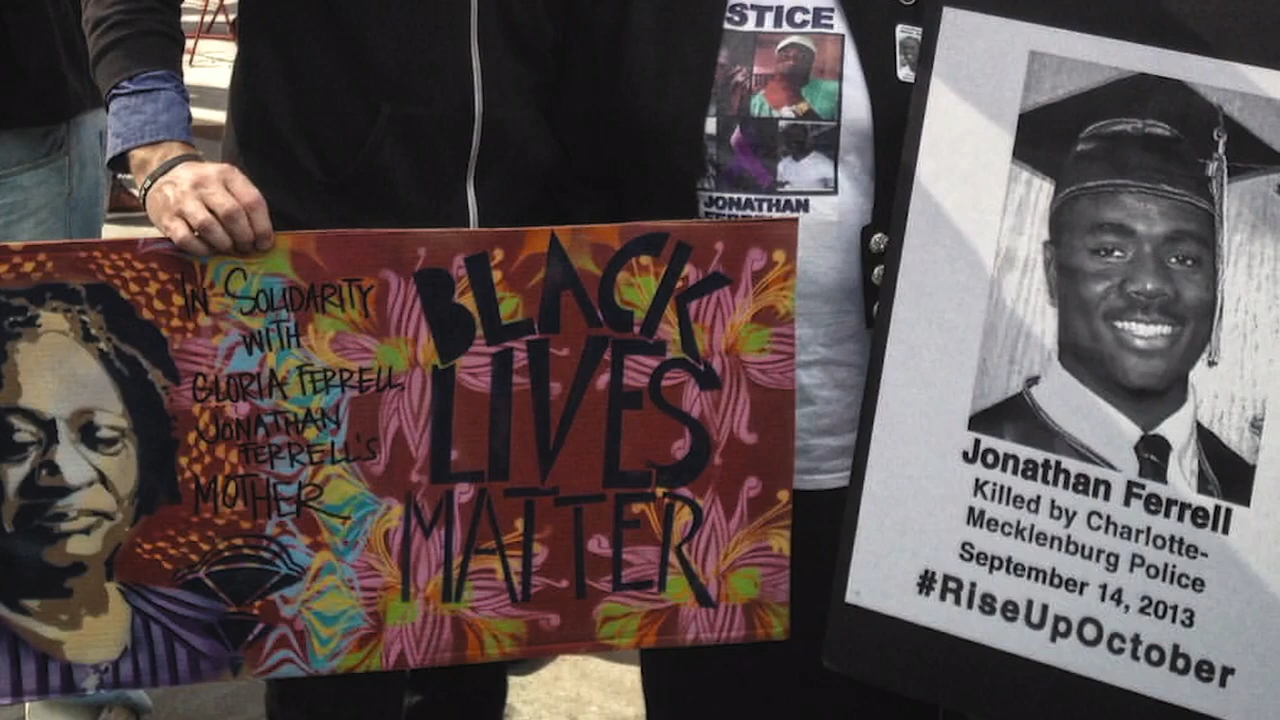 STICE
JONATHAN
IN SOLIDARITY
WITH
GLORIA FERRELL,
JONATHAN
FERRELL'S
MOTHER
BLACK
LIVES
MATTER
Jonathan Ferrell
Killed by Charlotte-
Mecklenburg Police
September 14, 2013
#RiseUpOctober